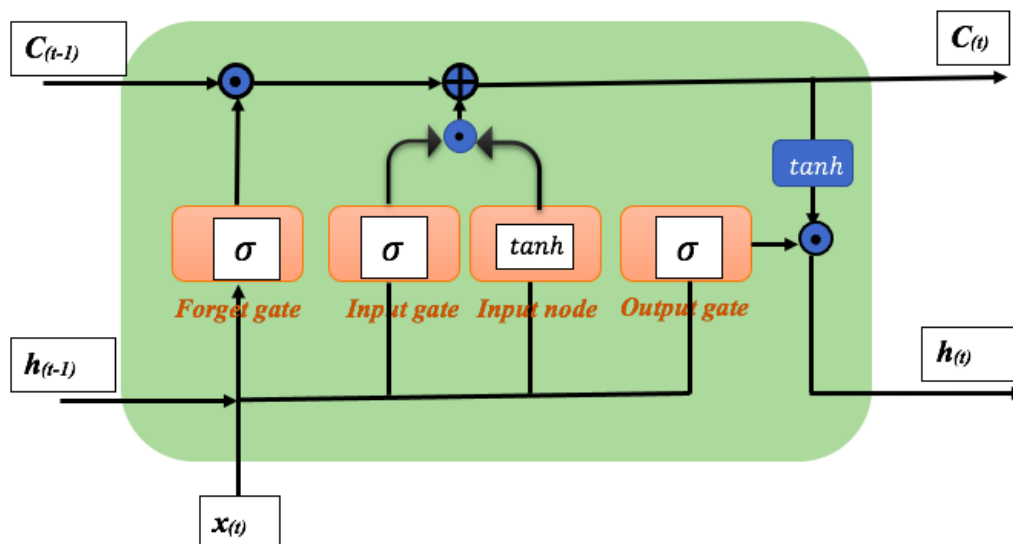 C(t-1)
C(t)
tanh
σ
σ
tanh
σ
Forget gate
Input gate
Input node
Output gate
h(t-1)
h(t)
x(t)